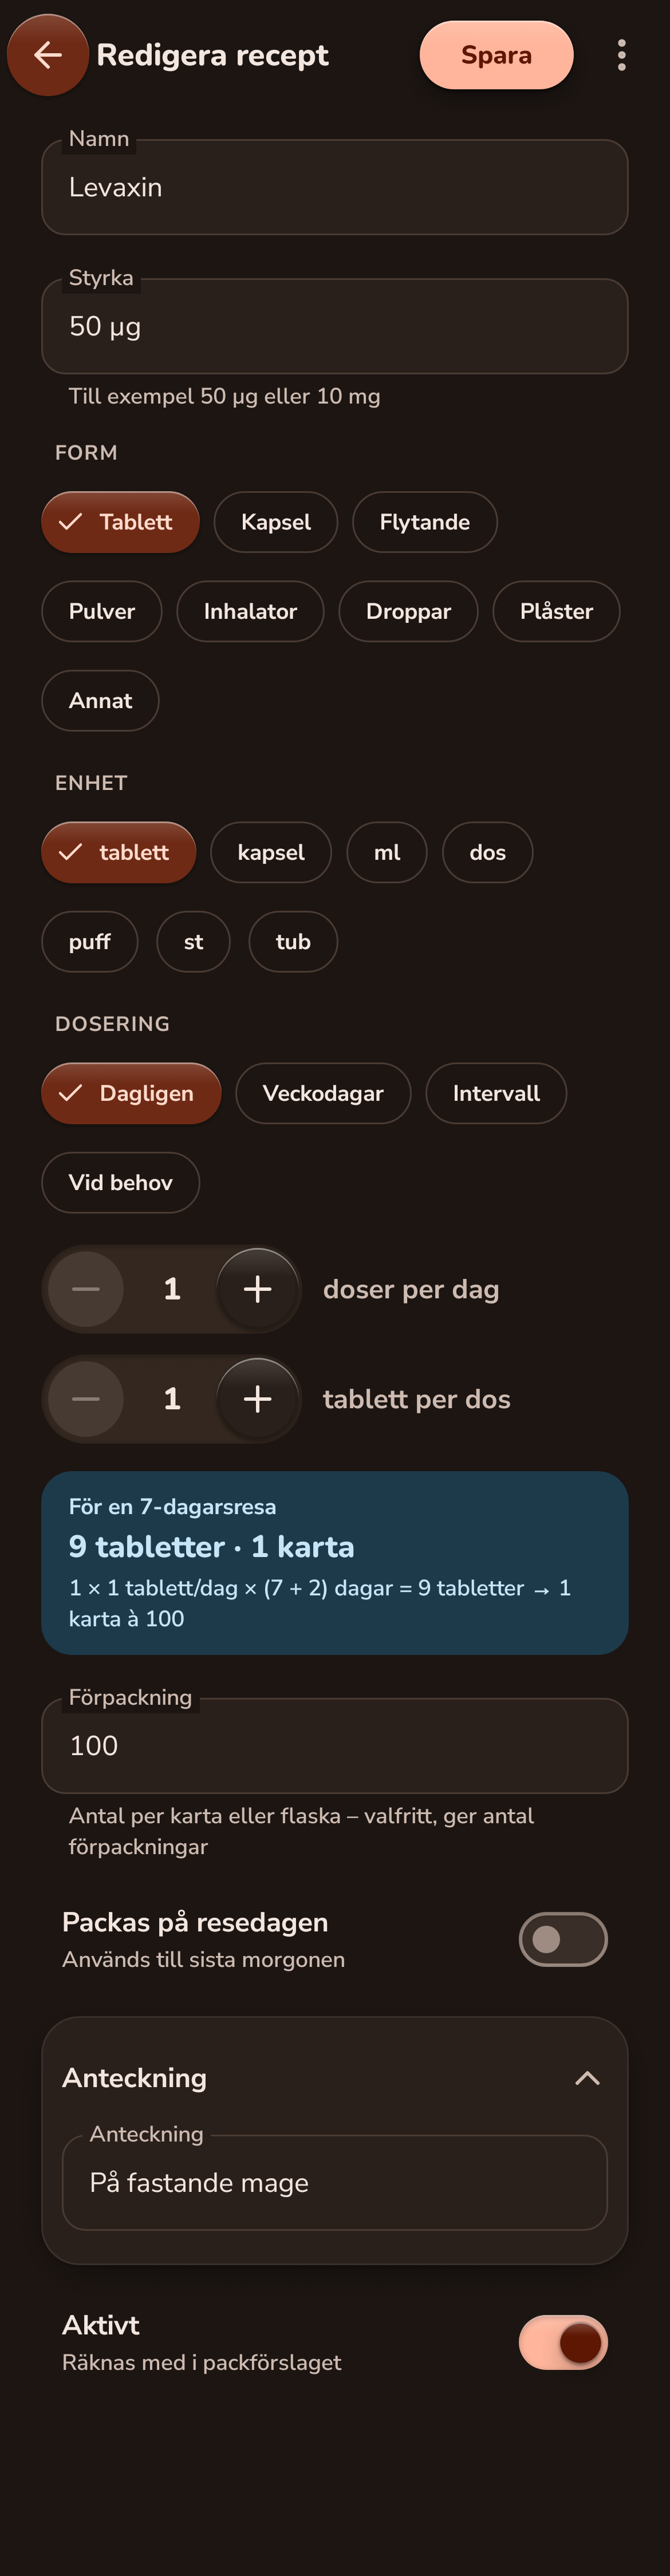 Redigera recept
Spara
Namn
Levaxin
Styrka
50 µg
Till exempel 50 µg eller 10 mg
FORM
Tablett
Kapsel
Flytande
Pulver
Inhalator
Droppar
Plåster
Annat
ENHET
tablett
kapsel
ml
dos
puff
st
tub
DOSERING
Dagligen
Veckodagar
Intervall
Vid behov
1
doser per dag
1
tablett per dos
För en 7-dagarsresa
9 tabletter · 1 karta
1 × 1 tablett/dag × (7 + 2) dagar = 9 tabletter → 1
karta à 100
Förpackning
100
Antal per karta eller flaska – valfritt, ger antal
förpackningar
Packas på resedagen
Används till sista morgonen
Anteckning
Anteckning
På fastande mage
Aktivt
Räknas med i packförslaget